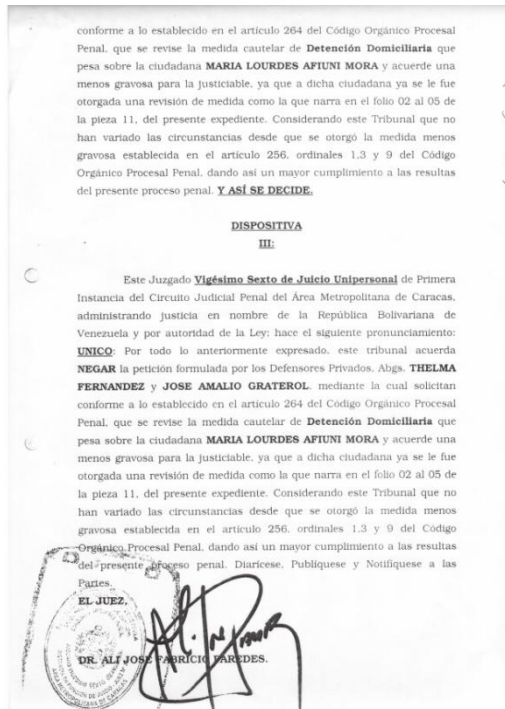 conforme a lo establecido en el artículo 264 del Código Orgánico Procesal
Penal, que se revise la medida cautelar de Detención Domiciliaria que
pesa sobre la ciudadana MARIA LOURDES AFIUNI MORA y acuerde una
menos gravosa para la justiciable, ya que a dicha ciudadana ya se le fue
otorgada una revisión de medida como la que narra en el folio 02 al 05 de
la pieza 11, del presente expediente. Considerando este Tribunal que no
han variado las circunstancias desde que se otorgó la medida menos
gravosa establecida en el artículo 256, ordinales 1,3 y 9 del Código
Orgánico Procesal Penal, dando así un mayor cumplimiento a las resultas
del presente proceso penal. Y ASÍ SE DECIDE.
DISPOSITIVA
III:
Este Juzgado Vigésimo Sexto de Juicio Unipersonal de Primera
Instancia del Circuito Judicial Penal del Área Metropolitana de Caracas,
administrando justicia en nombre de la República Bolivariana de
Venezuela y por autoridad de la Ley; hace el siguiente pronunciamiento:
UNICO: Por todo lo anteriormente expresado, este tribunal acuerda
NEGAR la petición formulada por los Defensores Privados, Abgs. THELMA
FERNANDEZ y JOSE AMALIO GRATEROL, mediante la cual solicitan
conforme a lo establecido en el artículo 264 del Código Orgánico Procesal
Penal, que se revise la medida cautelar de Detención Domiciliaria que
pesa sobre la ciudadana MARIA LOURDES AFIUNI MORA y acuerde una
menos gravosa para la justiciable, ya que a dicha ciudadana ya se le fue
otorgada una revisión de medida como la que narra en el folio 02 al 05 de
la pieza 11, del presente expediente. Considerando este Tribunal que no
han variado las circunstancias desde que se otorgó la medida menos
gravosa establecida en el artículo 256, ordinales 1,3 y 9 del Código
Orgánico Procesal Penal, dando así un mayor cumplimiento a las resultas
del presente proceso penal. Diarícese, Publíquese y Notifíquese a las
Partes.
EL JUEZ,
DR. ALI JOSE FABRICIO PAREDES.